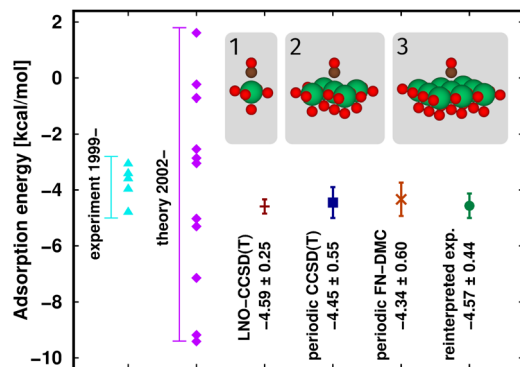 Adsorption energy [kcal/mol]
2
0
−2
−4
−6
−8
−10
experiment 1999–
theory 2002–
1
2
3
LNO−CCSD(T)
−4.59 ± 0.25
periodic CCSD(T)
−4.45 ± 0.55
periodic FN−DMC
−4.34 ± 0.60
reinterpreted exp.
−4.57 ± 0.44